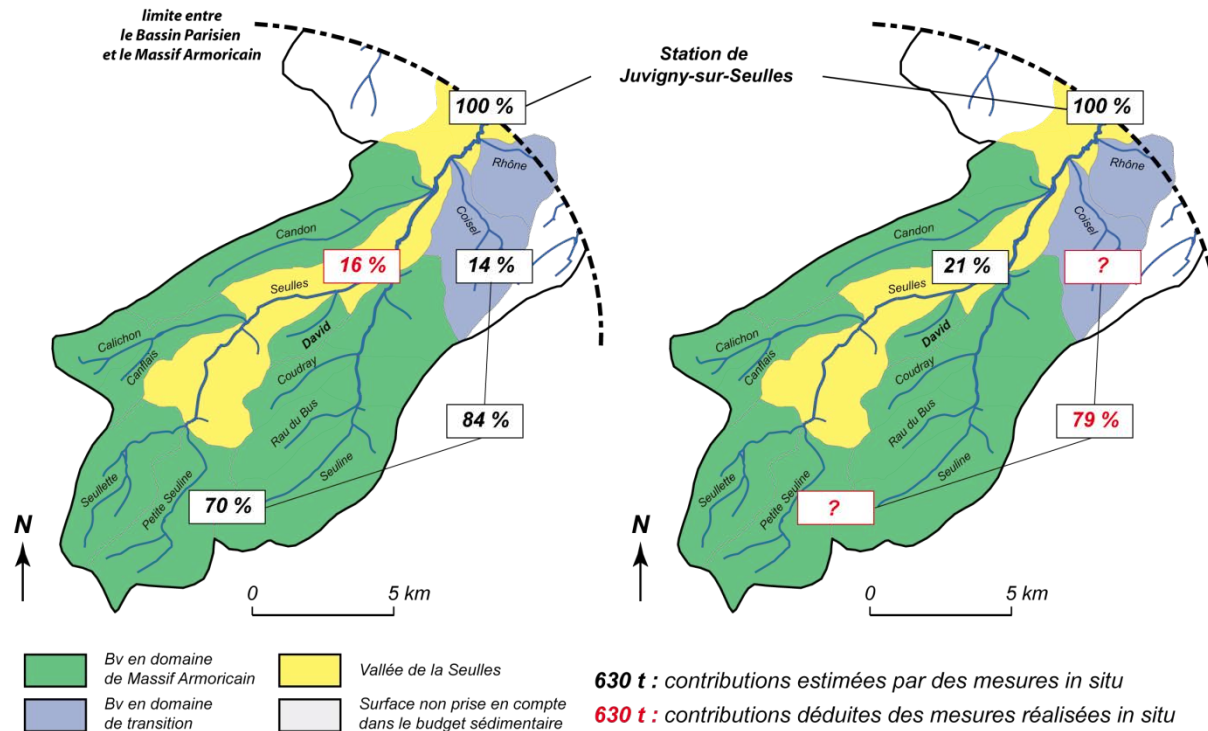 limite entre
le Bassin Parisien
et le Massif Armoricain
Station de
Juvigny-sur-Seulles
100 %
Rhône
Coisel
Candon
16 %
14 %
Seulles
Calichon
Canflais
David
Coudray
84 %
Rau du Bus
Seuline
Seullette
Petite Seuline
70 %
N
0 5 km
100 %
Rhône
Coisel
Candon
21 %
?
Seulles
Calichon
Canflais
David
Coudray
79 %
Rau du Bus
Seuline
Seullette
Petite Seuline
?
N
0 5 km
Bv en domaine
de Massif Armoricain
Bv en domaine
de transition
Vallée de la Seulles
Surface non prise en compte
dans le budget sédimentaire
630 t : contributions estimées par des mesures in situ
630 t : contributions déduites des mesures réalisées in situ